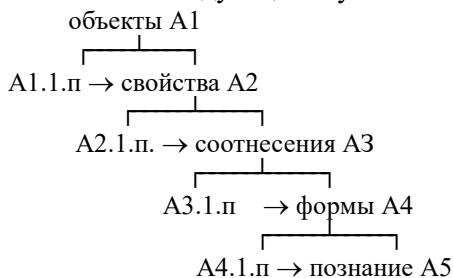 объекты А1
А1.1.п → свойства А2
А2.1.п. → соотнесения А3
А3.1.п → формы А4
А4.1.п → познание А5